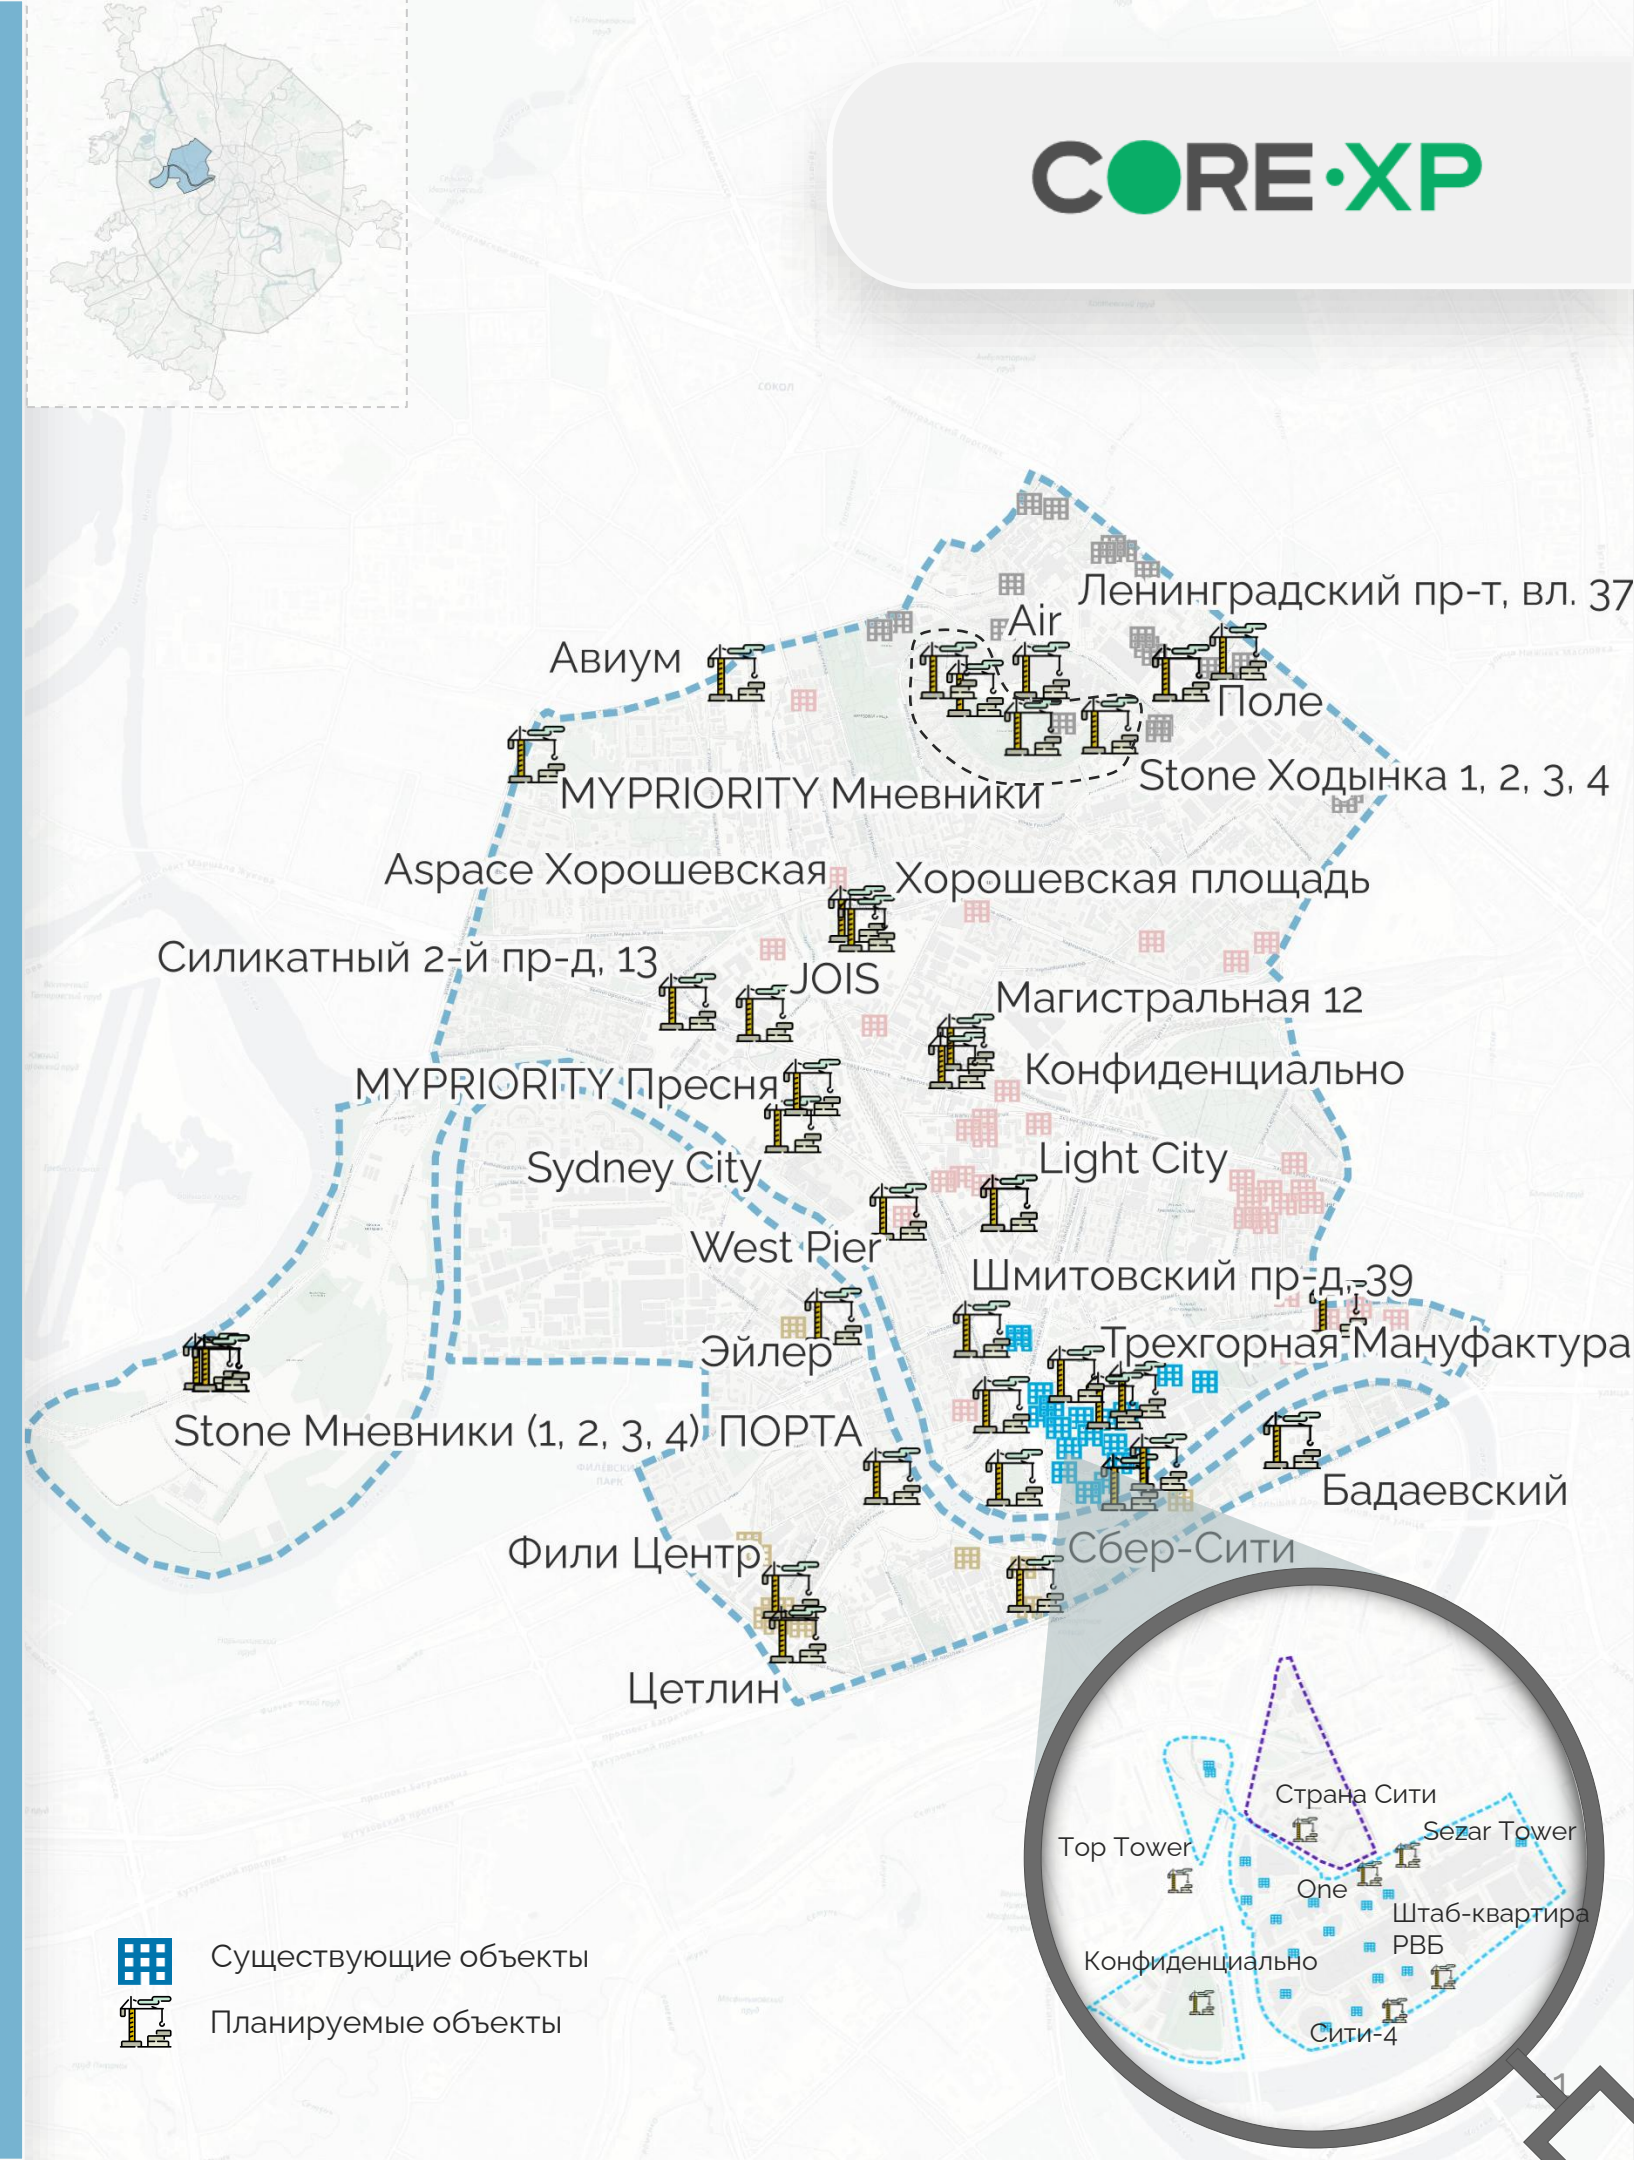 CORE·XP
СОКОЛ
Ленинградский пр-т, вл. 37
Air
Авиум
Поле
Stone Ходынка 1, 2, 3, 4
MYPRIORITY Мневники
Aspace Хорошевская
Хорошевская площадь
Силикатный 2-й пр-д, 13
JOIS
Магистральная 12
Конфиденциально
MYPRIORITY Пресня
Sydney City
Light City
West Pier
Шмитовский пр-д, 39
Эйлер
Трехгорная Мануфактура
Stone Мневники (1, 2, 3, 4)
ПОРТА
ФИЛЁВСКИЙ
ПАРК
Бадаевский
Фили Центр
Сбер-Сити
Цетлин
Страна Сити
Top Tower
Sezar Tower
One
Штаб-квартира
РВБ
Конфиденциально
Сити-4
Существующие объекты
Планируемые объекты